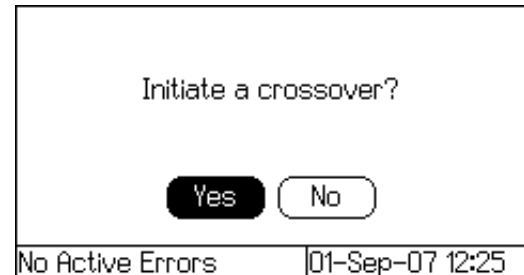 Initiate a crossover?
Yes No
No Active Errors 01-Sep-07 12:25